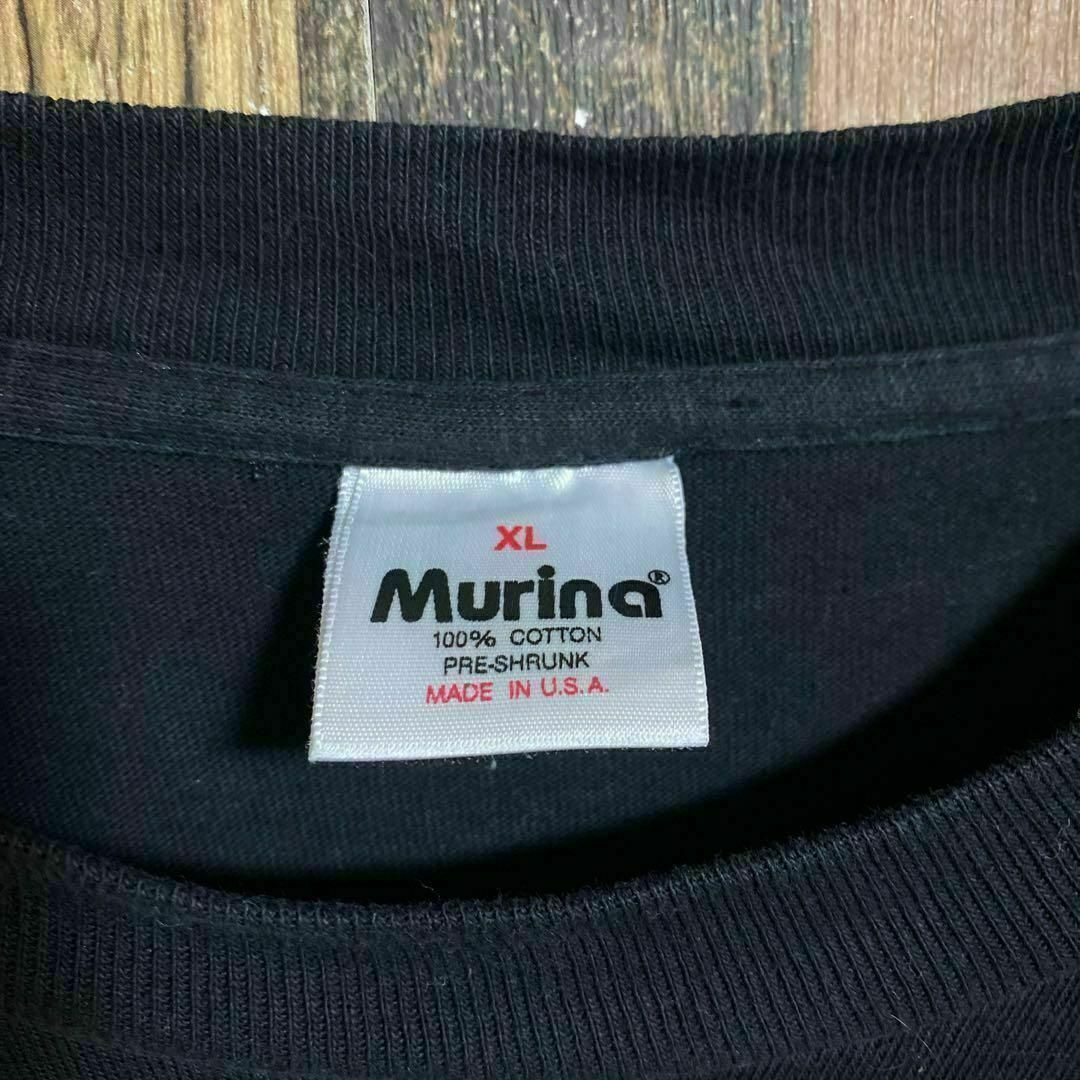 XL
Murina®
100% COTTON
PRE-SHRUNK
MADE IN U.S.A.